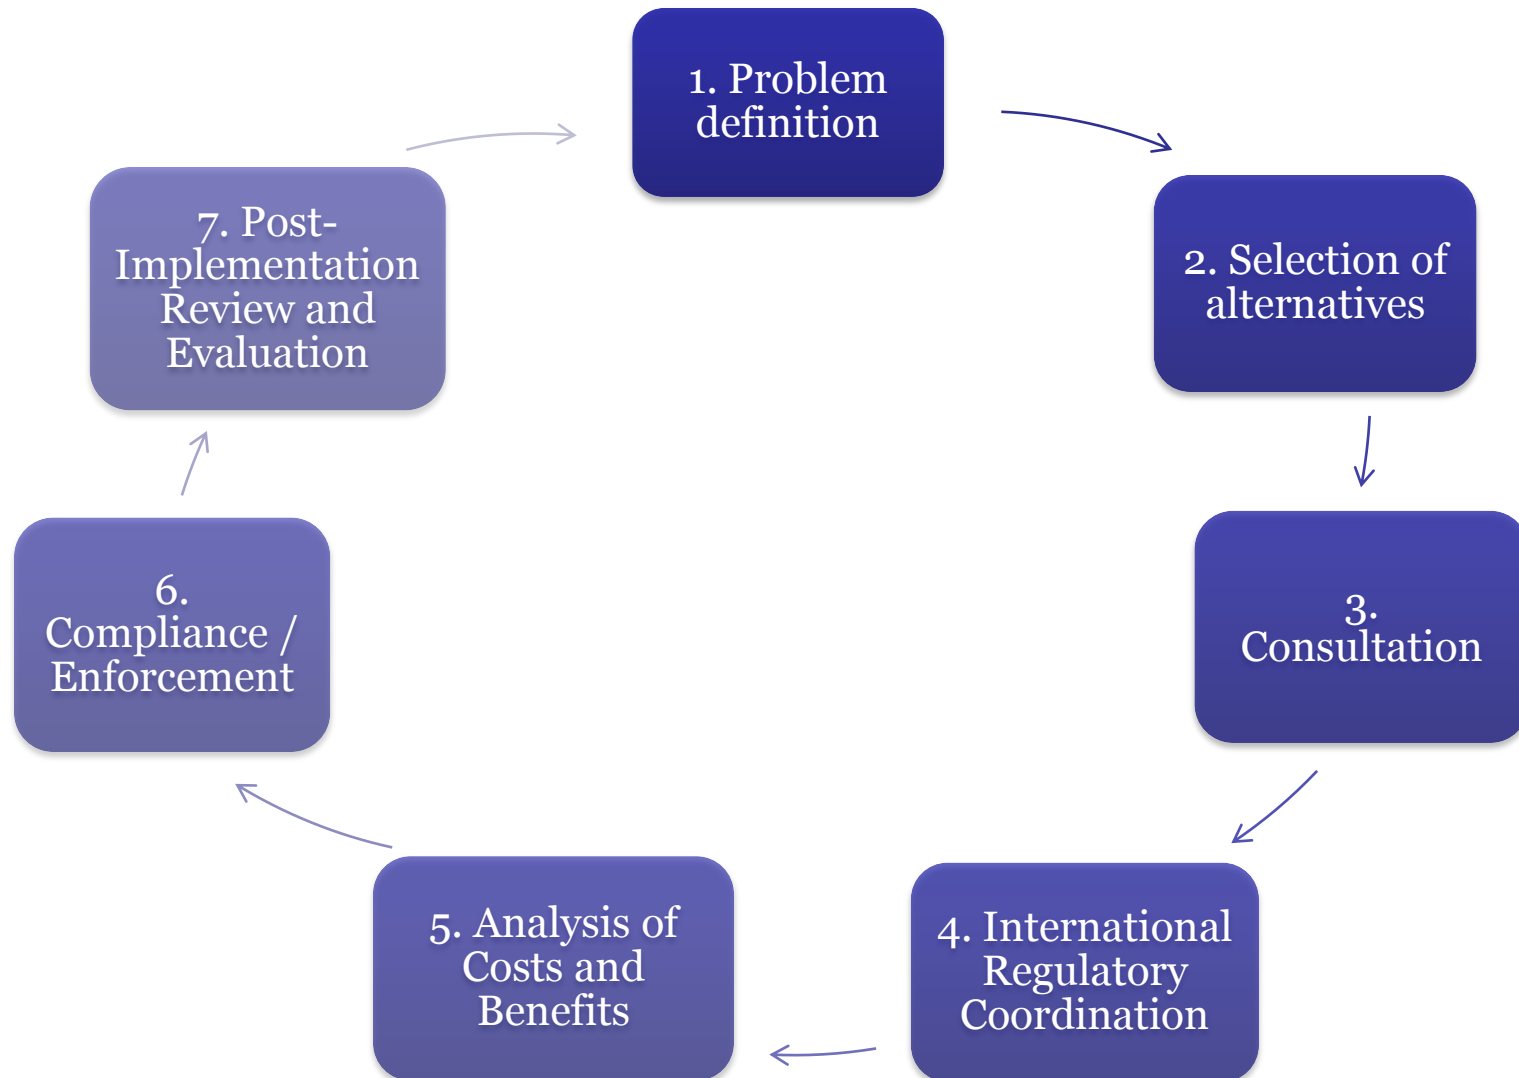 1. Problem
definition
2. Selection of
alternatives
3.
Consultation
4. International
Regulatory
Coordination
5. Analysis of
Costs and
Benefits
6.
Compliance /
Enforcement
7. Post-
Implementation
Review and
Evaluation